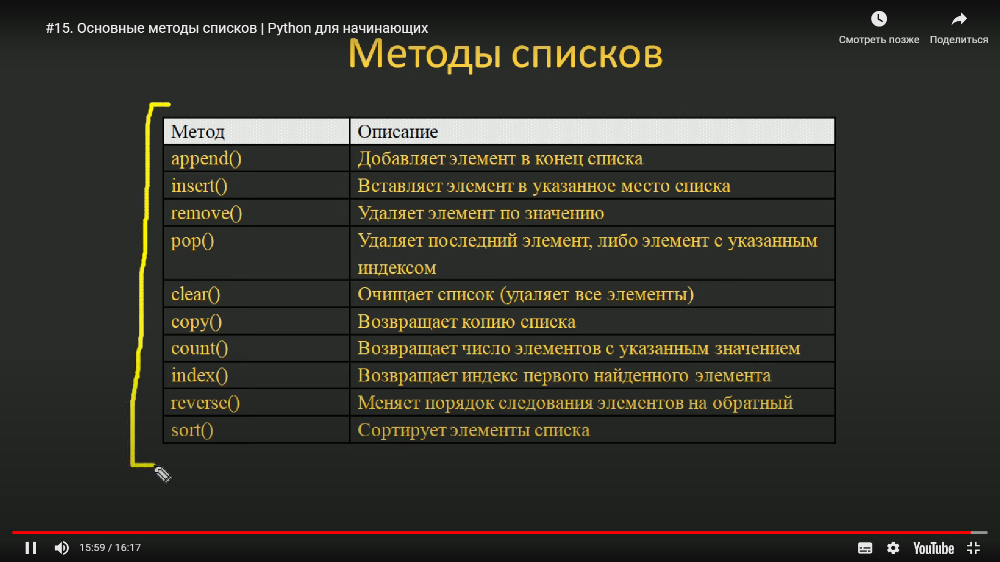 #15. Основные методы списков | Python для начинающих
Смотреть позже
Поделиться
Методы списков
Метод Описание
append() Добавляет элемент в конец списка
insert() Вставляет элемент в указанное место списка
remove() Удаляет элемент по значению
pop() Удаляет последний элемент, либо элемент с указанным
индексом
clear() Очищает список (удаляет все элементы)
copy() Возвращает копию списка
count() Возвращает число элементов с указанным значением
index() Возвращает индекс первого найденного элемента
reverse() Меняет порядок следования элементов на обратный
sort() Сортирует элементы списка
15:59 / 16:17
YouTube